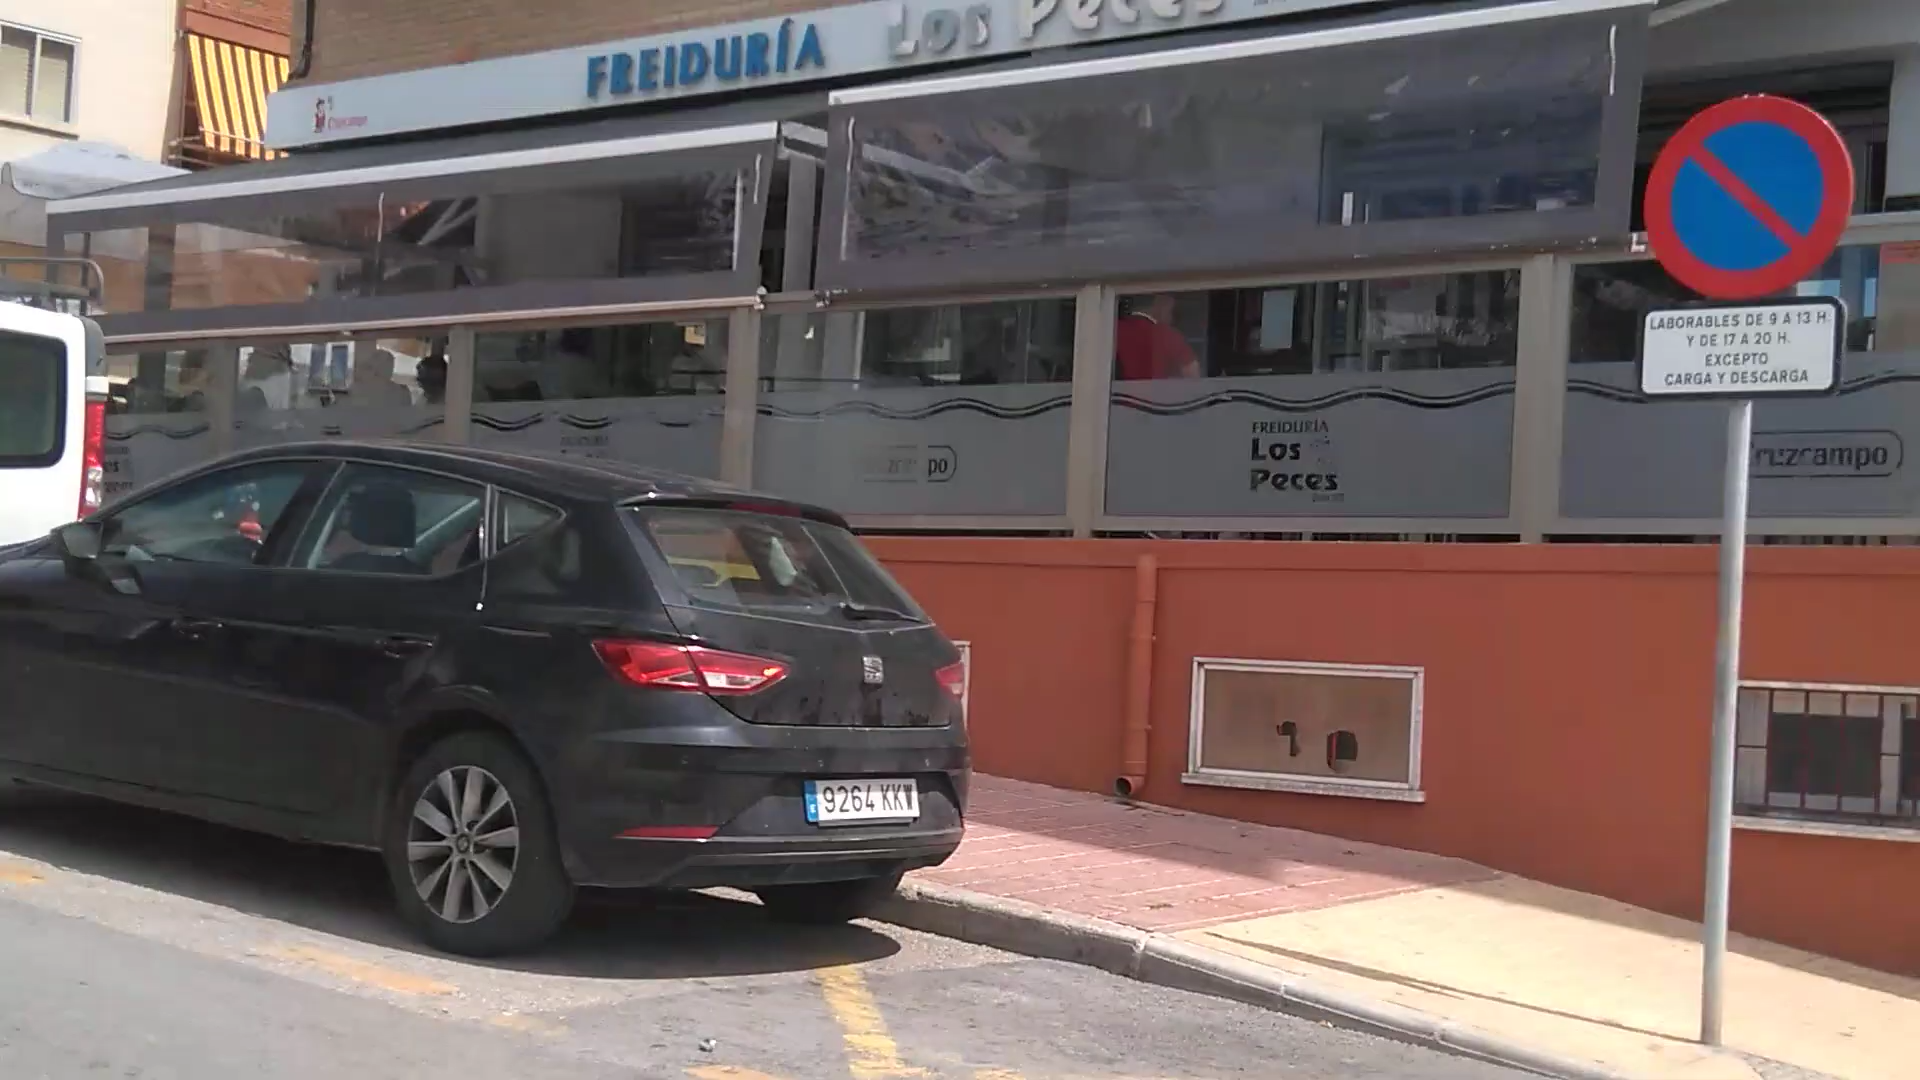 FREIDURÍA Los Peces
Cruzcampo
LABORABLES DE 9 A 13 H.
Y DE 17 A 20 H.
EXCEPTO
CARGA Y DESCARGA
FREIDURÍA
Los
Peces
Cruzcampo
9264 KKW